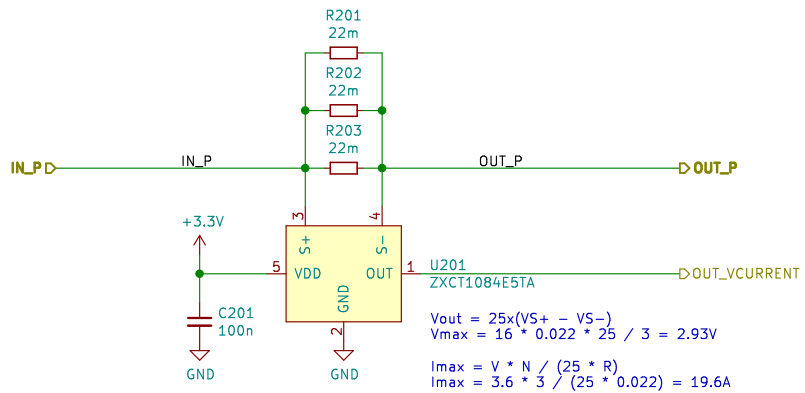 R201
22m
R202
22m
R203
22m
IN_P
IN_P
OUT_P
OUT_P
+3.3V
3
4
S+
S-
5
VDD
OUT
1
U201
ZXCT1084E5TA
OUT_VCURRENT
GND
2
C201
100n
GND
GND
Vout = 25x(VS+ - VS-)
Vmax = 16 * 0.022 * 25 / 3 = 2.93V
Imax = V * N / (25 * R)
Imax = 3.6 * 3 / (25 * 0.022) = 19.6A